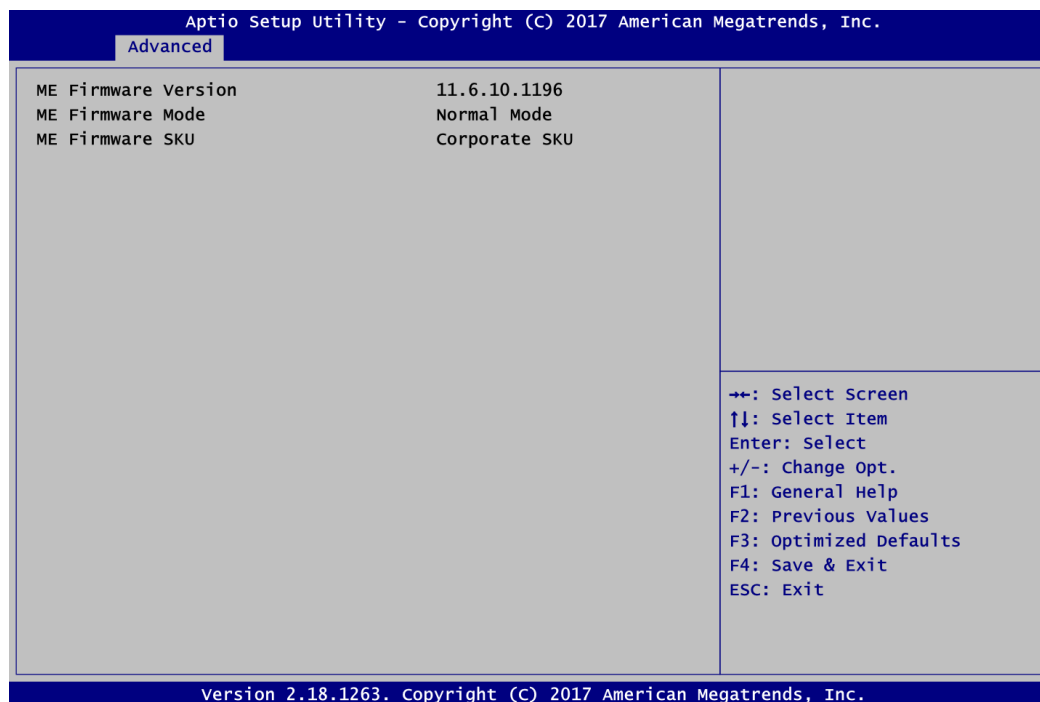 Aptio Setup Utility – Copyright (C) 2017 American Megatrends, Inc.
Advanced
ME Firmware Version 11.6.10.1196
ME Firmware Mode Normal Mode
ME Firmware SKU Corporate SKU
→←: Select Screen
↑↓: Select Item
Enter: Select
+/-: Change Opt.
F1: General Help
F2: Previous Values
F3: Optimized Defaults
F4: Save & Exit
ESC: Exit
Version 2.18.1263. Copyright (C) 2017 American Megatrends, Inc.